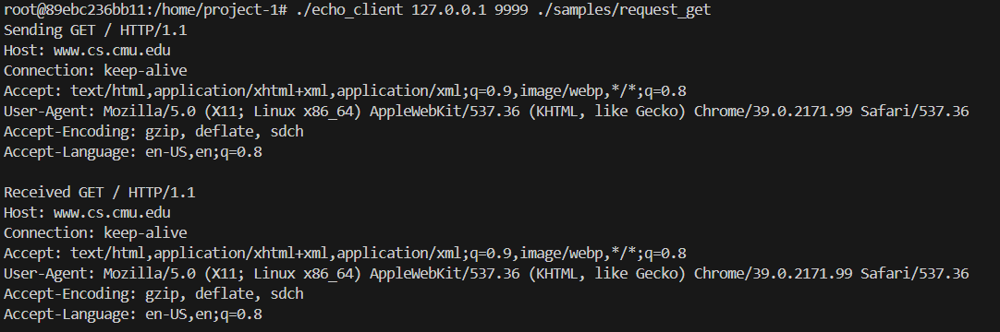 root@89ebc236bb11:/home/project-1# ./echo_client 127.0.0.1 9999 ./samples/request_get
Sending GET / HTTP/1.1
Host: www.cs.cmu.edu
Connection: keep-alive
Accept: text/html,application/xhtml+xml,application/xml;q=0.9,image/webp,*/*;q=0.8
User-Agent: Mozilla/5.0 (X11; Linux x86_64) AppleWebKit/537.36 (KHTML, like Gecko) Chrome/39.0.2171.99 Safari/537.36
Accept-Encoding: gzip, deflate, sdch
Accept-Language: en-US,en;q=0.8

Received GET / HTTP/1.1
Host: www.cs.cmu.edu
Connection: keep-alive
Accept: text/html,application/xhtml+xml,application/xml;q=0.9,image/webp,*/*;q=0.8
User-Agent: Mozilla/5.0 (X11; Linux x86_64) AppleWebKit/537.36 (KHTML, like Gecko) Chrome/39.0.2171.99 Safari/537.36
Accept-Encoding: gzip, deflate, sdch
Accept-Language: en-US,en;q=0.8